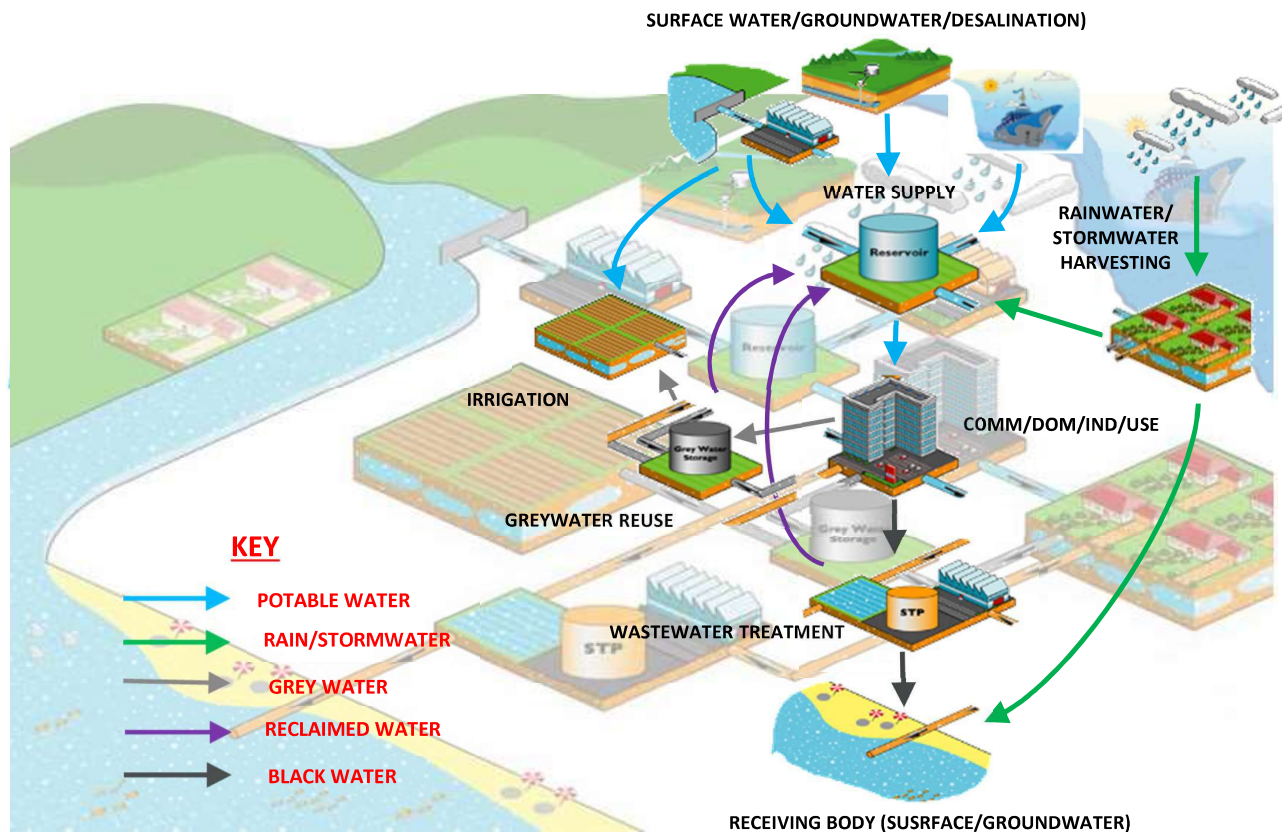 SURFACE WATER/GROUNDWATER/DESALINATION)
WATER SUPPLY
RAINWATER/
STORMWATER
HARVESTING
Reservoir
Reservoir
IRRIGATION
COMM/DOM/IND/USE
Grey Water
Storage
GREYWATER REUSE
Grey Water
Storage
KEY
POTABLE WATER
RAIN/STORMWATER
GREY WATER
RECLAIMED WATER
BLACK WATER
STP
WASTEWATER TREATMENT
STP
RECEIVING BODY (SUSRFACE/GROUNDWATER)